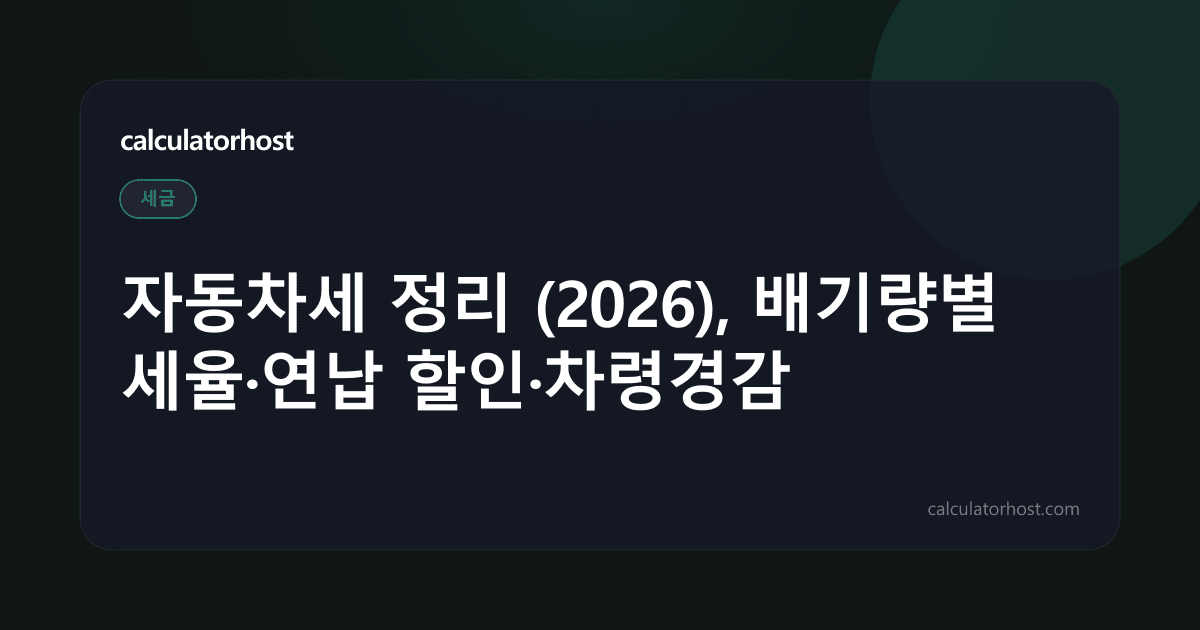 calculatorhost
세금
자동차세 정리 (2026), 배기량별
세율·연납 할인·차령경감
calculatorhost.com